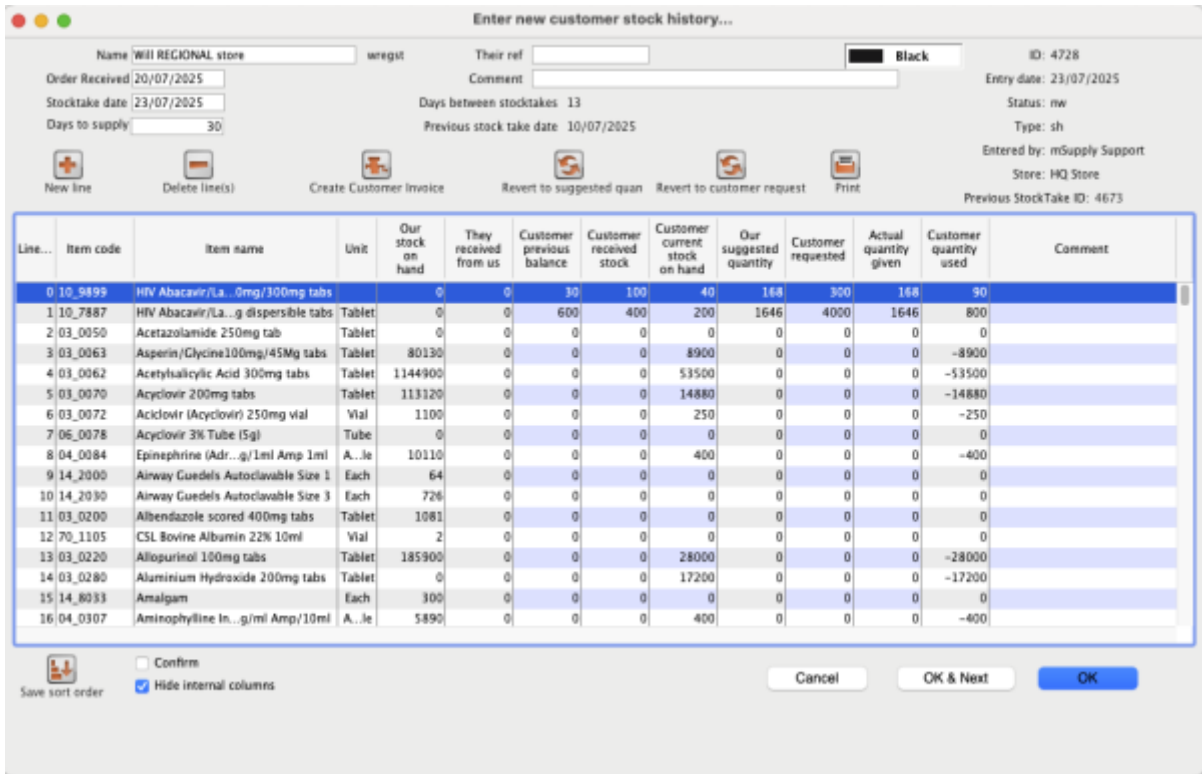 Enter new customer stock history...
Name Will REGIONAL store wregst Their ref Black ID: 4728
Order Received 20/07/2025 Comment Entry date: 23/07/2025
Stocktake date 23/07/2025 Days between stocktakes 13 Status: nw
Days to supply 30 Previous stock take date 10/07/2025 Type: sh
Entered by: mSupply Support
Store: HQ Store
Previous StockTake ID: 4673
New line Delete line(s) Create Customer Invoice Revert to suggested quan Revert to customer request Print
Line... Item code Item name Unit Our stock on hand They received from us Customer previous balance Customer received stock Customer current stock on hand Our suggested quantity Customer requested Actual quantity given Customer quantity used Comment
0 10_9899 HIV Abacavir/La...0mg/300mg tabs 0 0 30 100 40 168 300 168 90
1 10_7887 HIV Abacavir/La...g dispersible tabs Tablet 0 0 600 400 200 1646 4000 1646 800
2 03_0050 Acetazolamide 250mg tab Tablet 0 0 0 0 0 0 0 0 0
3 03_0063 Asperin/Glycine100mg/45Mg tabs Tablet 80130 0 0 0 8900 0 0 0 -8900
4 03_0062 Acetylsalicylic Acid 300mg tabs Tablet 1144900 0 0 0 53500 0 0 0 -53500
5 03_0070 Acyclovir 200mg tabs Tablet 113120 0 0 0 14880 0 0 0 -14880
6 03_0072 Aciclovir (Acyclovir) 250mg vial Vial 1100 0 0 0 250 0 0 0 -250
7 06_0078 Acyclovir 3% Tube (5g) Tube 0 0 0 0 0 0 0 0 0
8 04_0084 Epinephrine (Adr...g/1ml Amp 1ml A...le 10110 0 0 0 400 0 0 0 -400
9 14_2000 Airway Guedels Autoclavable Size 1 Each 64 0 0 0 0 0 0 0 0
10 14_2030 Airway Guedels Autoclavable Size 3 Each 726 0 0 0 0 0 0 0 0
11 03_0200 Albendazole scored 400mg tabs Tablet 1081 0 0 0 0 0 0 0 0
12 70_1105 CSL Bovine Albumin 22% 10ml Vial 2 0 0 0 0 0 0 0 0
13 03_0220 Allopurinol 100mg tabs Tablet 185900 0 0 0 28000 0 0 0 -28000
14 03_0280 Aluminium Hydroxide 200mg tabs Tablet 0 0 0 0 17200 0 0 0 -17200
15 14_8033 Amalgam Each 300 0 0 0 0 0 0 0 0
16 04_0307 Aminophylline In...g/ml Amp/10ml A...le 5890 0 0 0 400 0 0 0 -400
Save sort order
Confirm
Hide internal columns
Cancel OK & Next OK